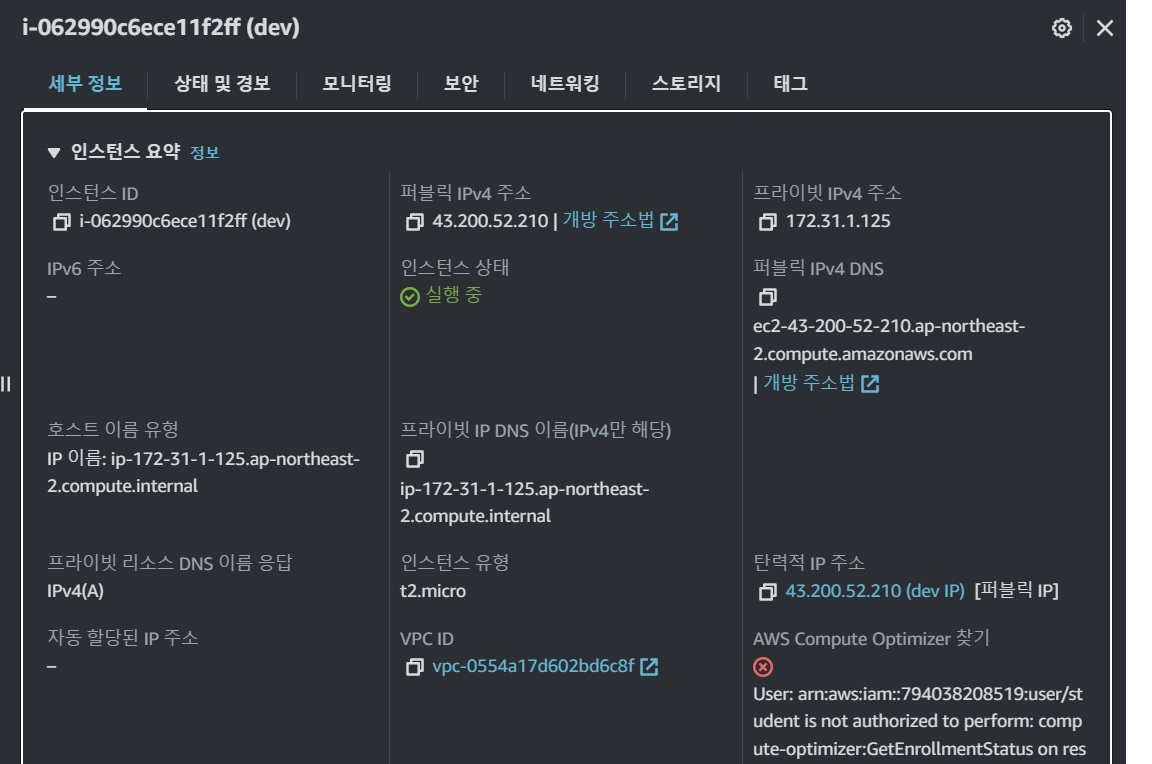 i-062990c6ece11f2ff (dev)
세부 정보
상태 및 경보
모니터링
보안
네트워킹
스토리지
태그
▼ 인스턴스 요약 정보
인스턴스 ID
i-062990c6ece11f2ff (dev)
퍼블릭 IPv4 주소
43.200.52.210 | 개방 주소법
프라이빗 IPv4 주소
172.31.1.125
IPv6 주소
–
인스턴스 상태
실행 중
퍼블릭 IPv4 DNS
ec2-43-200-52-210.ap-northeast-
2.compute.amazonaws.com
| 개방 주소법
호스트 이름 유형
IP 이름: ip-172-31-1-125.ap-northeast-
2.compute.internal
프라이빗 IP DNS 이름(IPv4만 해당)
ip-172-31-1-125.ap-northeast-
2.compute.internal
프라이빗 리소스 DNS 이름 응답
IPv4(A)
인스턴스 유형
t2.micro
탄력적 IP 주소
43.200.52.210 (dev IP) [퍼블릭 IP]
자동 할당된 IP 주소
–
VPC ID
vpc-0554a17d602bd6c8f
AWS Compute Optimizer 찾기
User: arn:aws:iam::794038208519:user/st
udent is not authorized to perform: comp
ute-optimizer:GetEnrollmentStatus on res